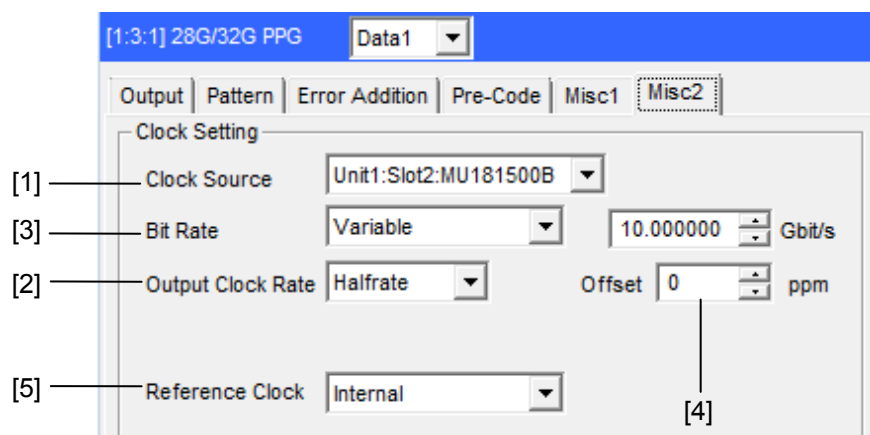 [1:3:1] 28G/32G PPG Data1
Output Pattern Error Addition Pre-Code Misc1 Misc2
Clock Setting
[1] Clock Source Unit1:Slot2:MU181500B
[3] Bit Rate Variable 10.000000 Gbit/s
[2] Output Clock Rate Halfrate Offset 0 ppm
[5] Reference Clock Internal
[4]